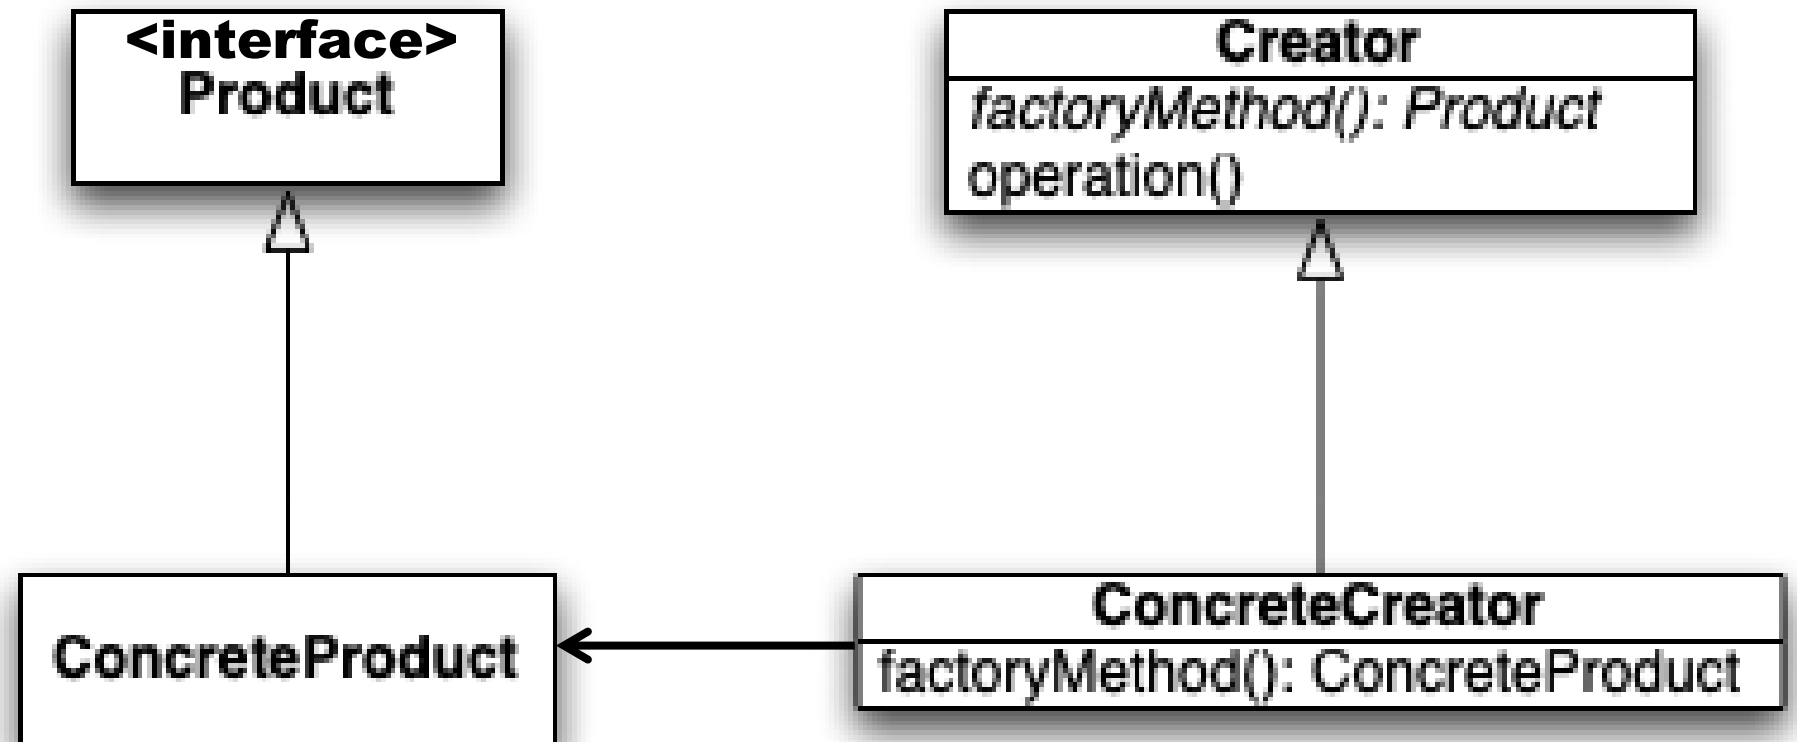 <interface>
Product
Creator
factoryMethod(): Product
operation()
ConcreteProduct
ConcreteCreator
factoryMethod(): ConcreteProduct